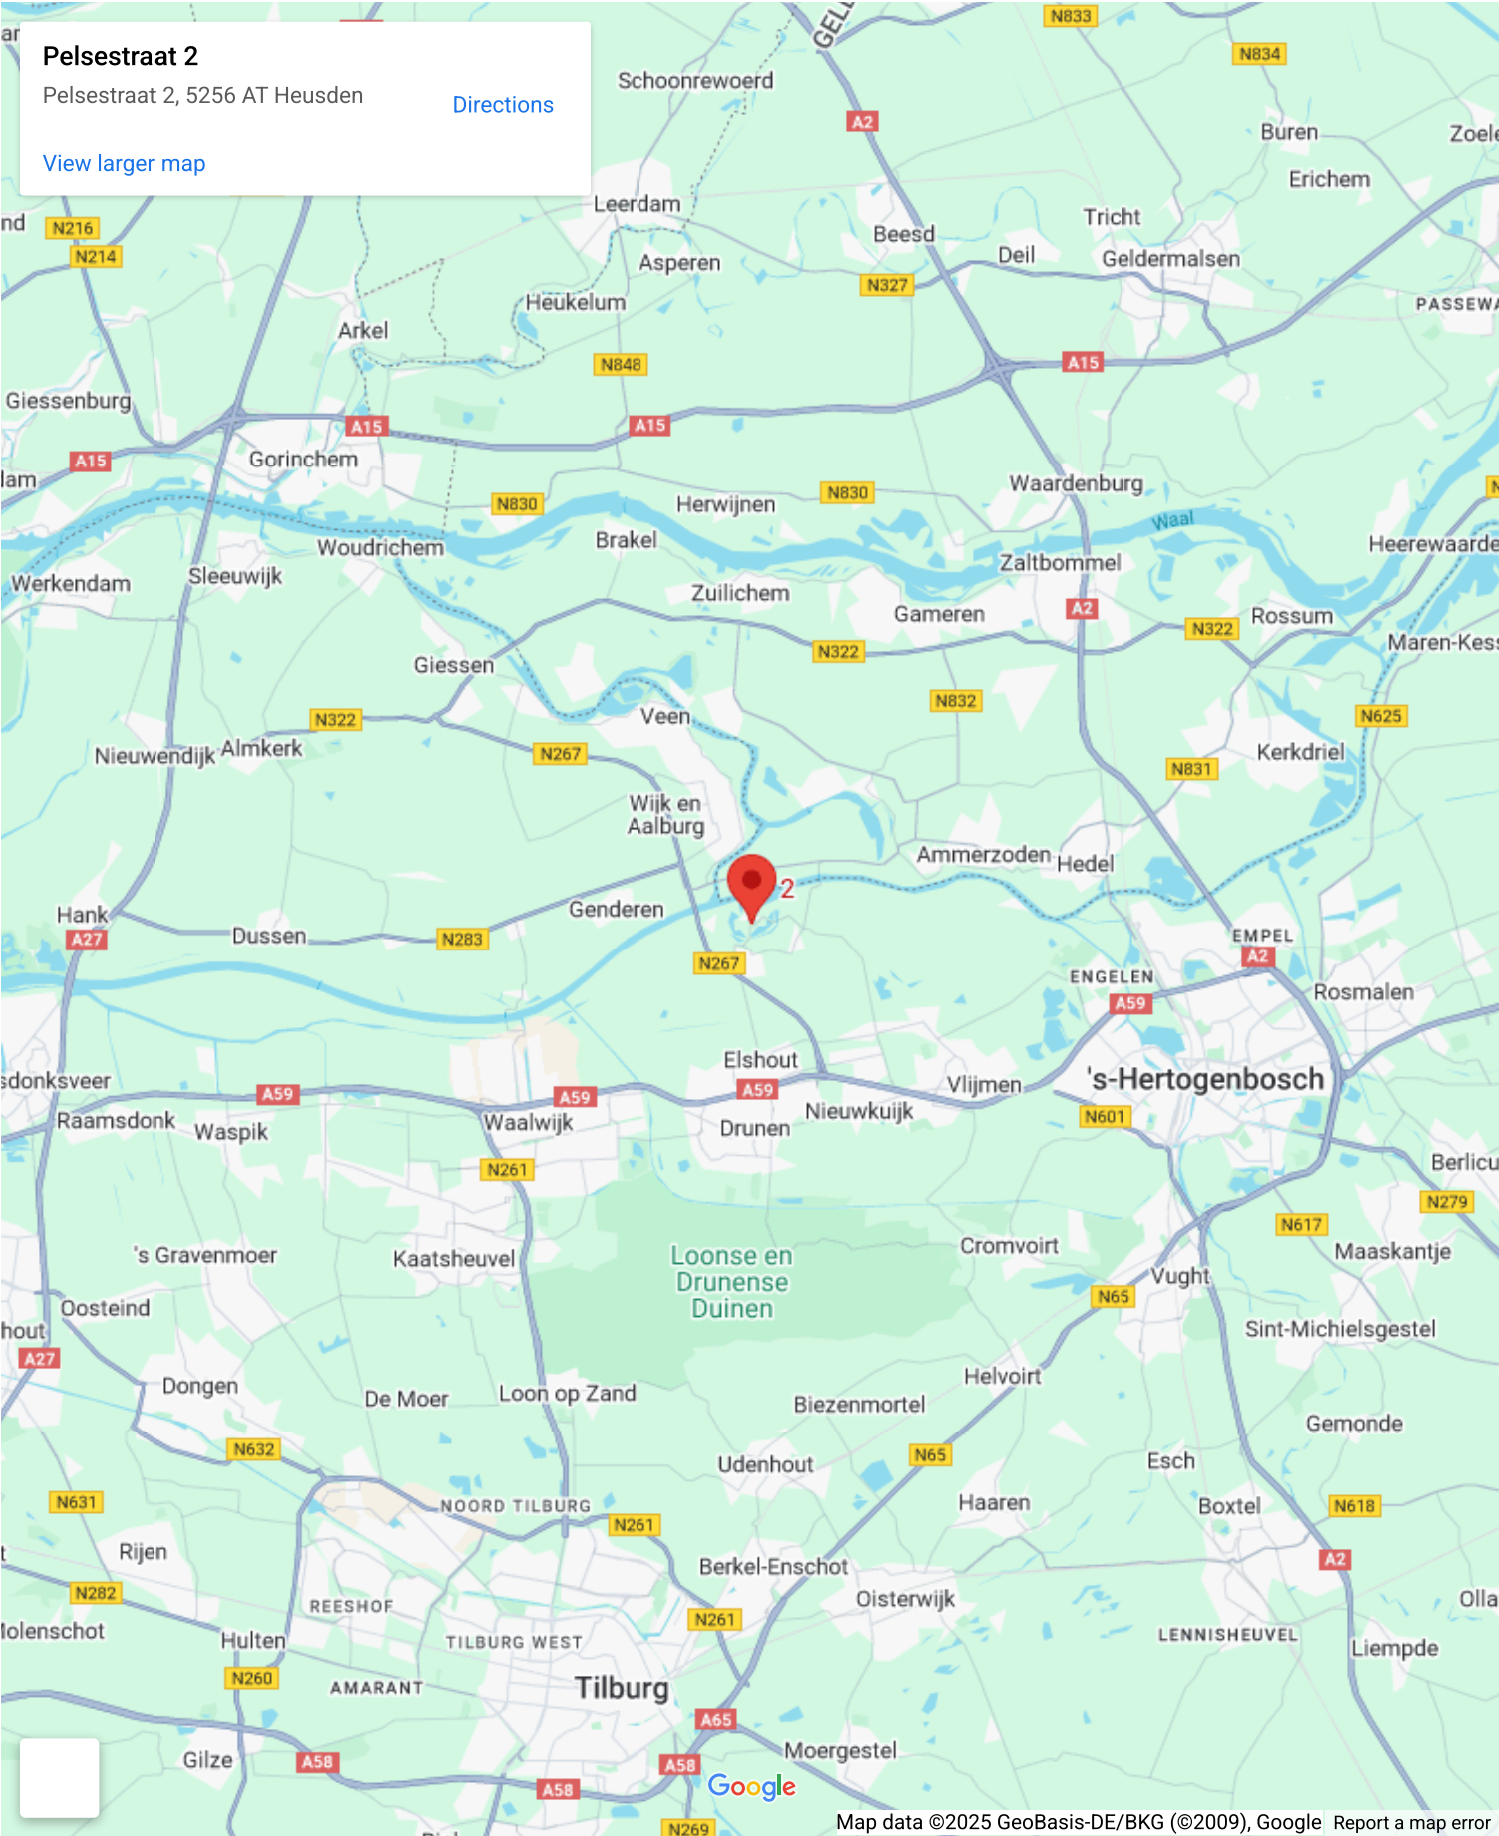 Pelsestraat 2
Pelsestraat 2, 5256 AT Heusden
Directions
View larger map
N833
N834
Schoonrewoerd
A2
Buren
Erichem
Leerdam
Tricht
N216
N214
Beesd
Deil
Geldermalsen
Asperen
N327
Heukelum
Arkel
N848
A15
Giessenburg
A15
A15
A15
Gorinchem
Waardenburg
N830
Herwijnen
N830
Waal
Brakel
Woudrichem
Zaltbommel
Werkendam
Sleeuwijk
Zuilichem
Gameren
A2
Rossum
N322
N322
Giessen
N832
N322
Veen
N625
Nieuwendijk
Almkerk
N267
Kerkdriel
N831
Wijk en
Aalburg
Ammerzoden
Hedel
2
Hank
Genderen
A27
Dussen
N283
EMPEL
A2
N267
ENGELEN
A59
Rosmalen
Elshout
's-Hertogenbosch
A59
A59
A59
Vlijmen
Nieuwkuijk
N601
Raamsdonk
Waspik
Waalwijk
Drunen
N261
N279
N617
's Gravenmoer
Kaatsheuvel
Loonse en
Drunense
Duinen
Cromvoirt
Maaskantje
Vught
N65
Oosteind
Sint-Michielsgestel
A27
Dongen
De Moer
Loon op Zand
Helvoirt
Biezenmortel
Gemonde
N632
N65
Udenhout
Esch
N631
NOORD TILBURG
Haaren
Boxtel
N618
N261
Rijen
Berkel-Enschot
A2
N282
REESHOF
Oisterwijk
N261
Hulten
TILBURG WEST
LENNISHEUVEL
Liempde
N260
AMARANT
Tilburg
A65
Gilze
A58
A58
Moergestel
A58
Google
N269
Map data ©2025 GeoBasis-DE/BKG (©2009), Google
Report a map error